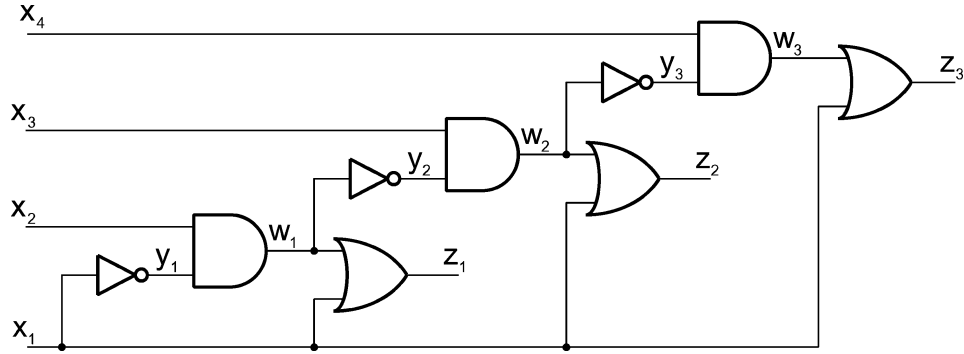 x₄
w₃
y₃
z₃
x₃
w₂
y₂
z₂
x₂
w₁
y₁
z₁
x₁